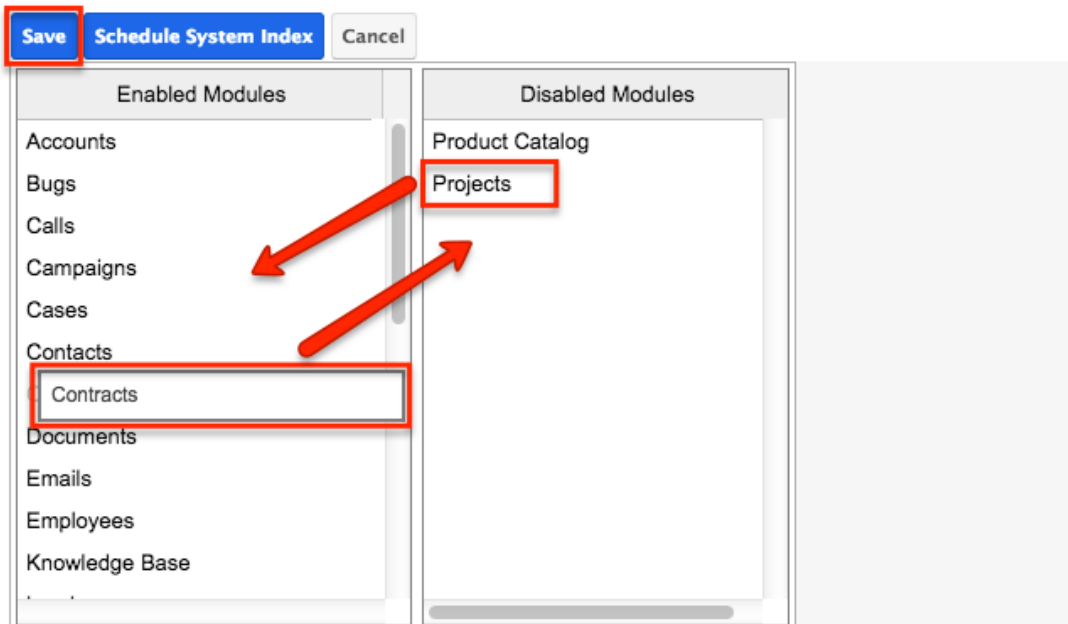 Save Schedule System Index Cancel
Enabled Modules Disabled Modules
Accounts Product Catalog
Bugs Projects
Calls
Campaigns
Cases
Contacts
Contracts
Documents
Emails
Employees
Knowledge Base